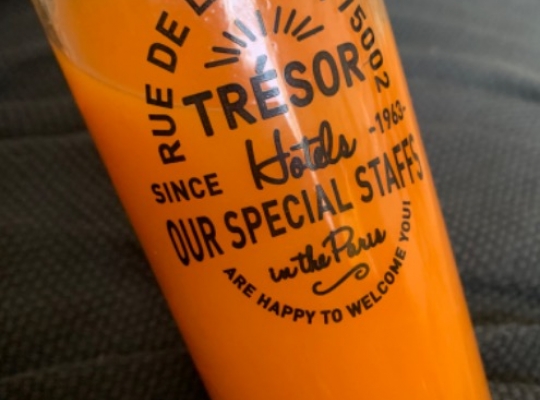 RUE DE
75002
TRÉSOR
Hotels
SINCE -1963-
OUR SPECIAL STAFFS
in the Paris
ARE HAPPY TO WELCOME YOU!